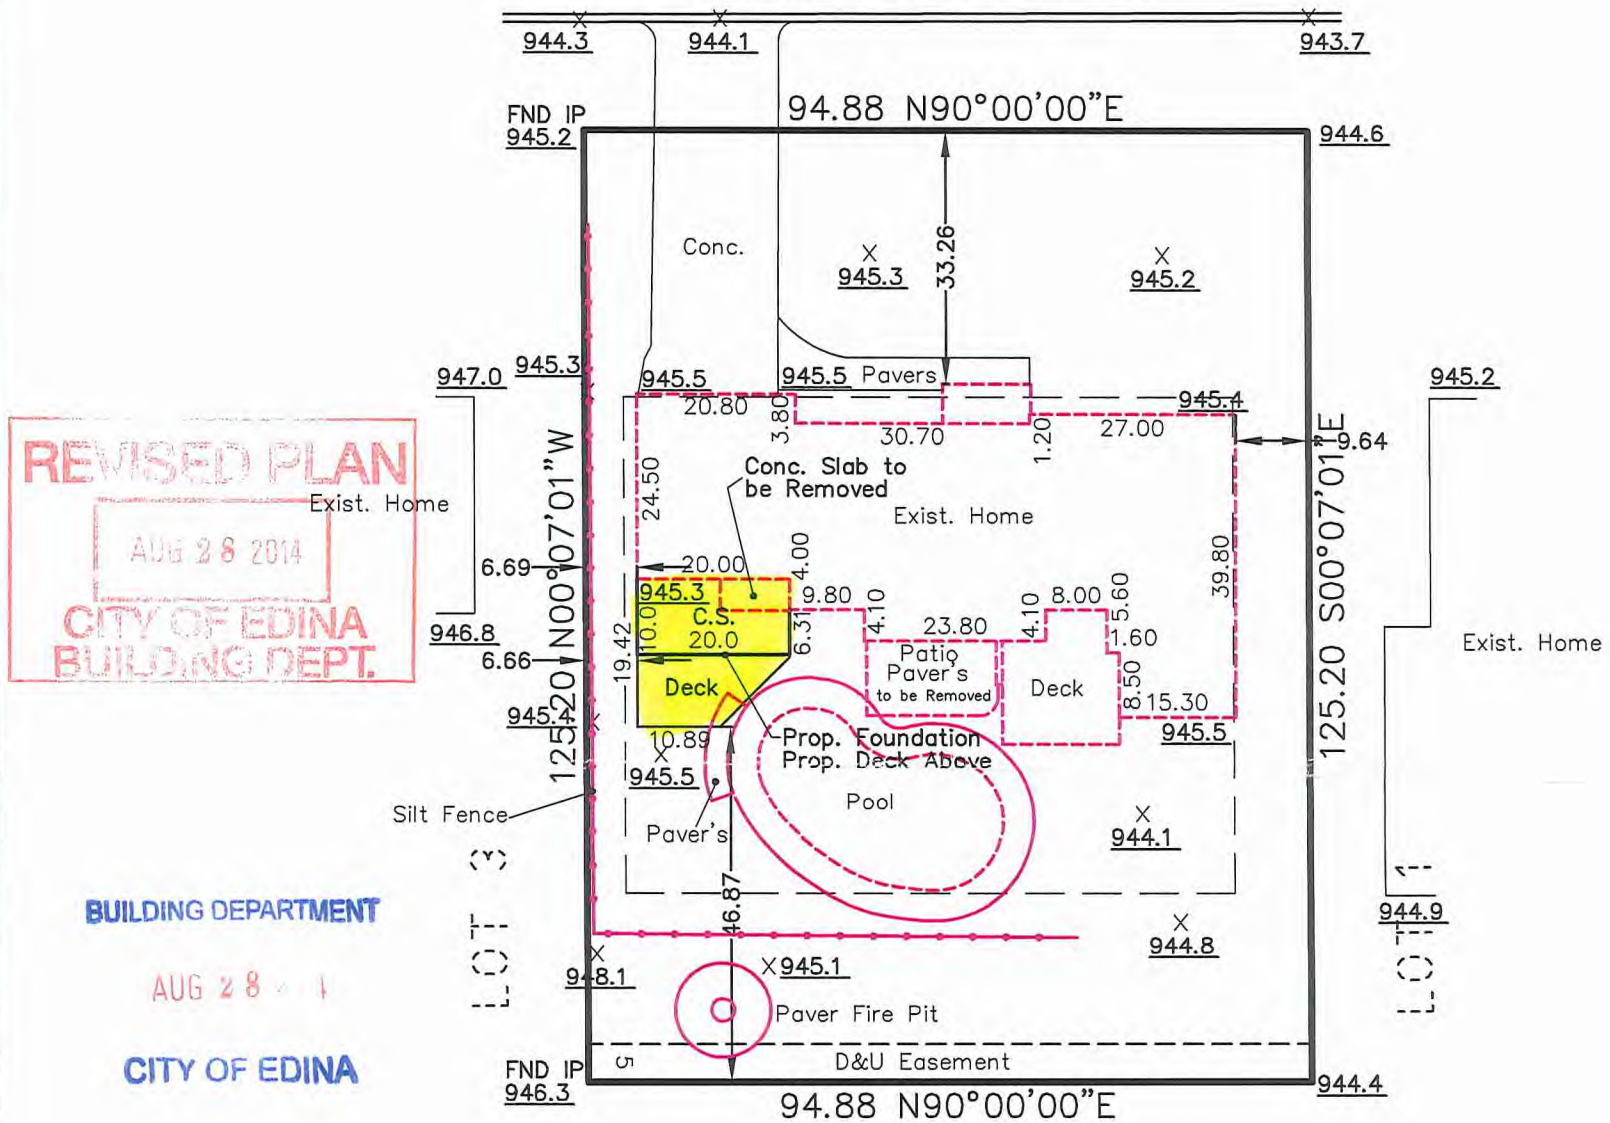 944.3
944.1
943.7
FND IP
945.2
94.88 N90°00'00"E
944.6
Conc.
33.26
945.3
945.2
945.3
947.0
945.5
945.5
Pavers
945.4
945.2
20.80
3.80
30.70
1.20
27.00
9.64
REVISED PLAN
AUG 28 2014
CITY OF EDINA
BUILDING DEPT.
Exist. Home
125.20 N00°07'01"W
24.50
Conc. Slab to
be Removed
Exist. Home
39.80
125.20 S00°07'01"E
Exist. Home
6.69
20.00
4.00
945.3
C.S.
10.0
20.0
6.31
9.80
4.10
23.80
4.10
8.00
5.60
1.60
946.8
6.66
19.42
Deck
Patio
Paver's
to be Removed
Deck
8.50
15.30
945.5
945.4
10.89
Prop. Foundation
Prop. Deck Above
945.5
Pool
Silt Fence
Paver's
944.1
46.87
LOT 3
LOT 1
944.9
944.8
948.1
945.1
Paver Fire Pit
BUILDING DEPARTMENT
AUG 28
CITY OF EDINA
5
D&U Easement
FND IP
946.3
944.4
94.88 N90°00'00"E